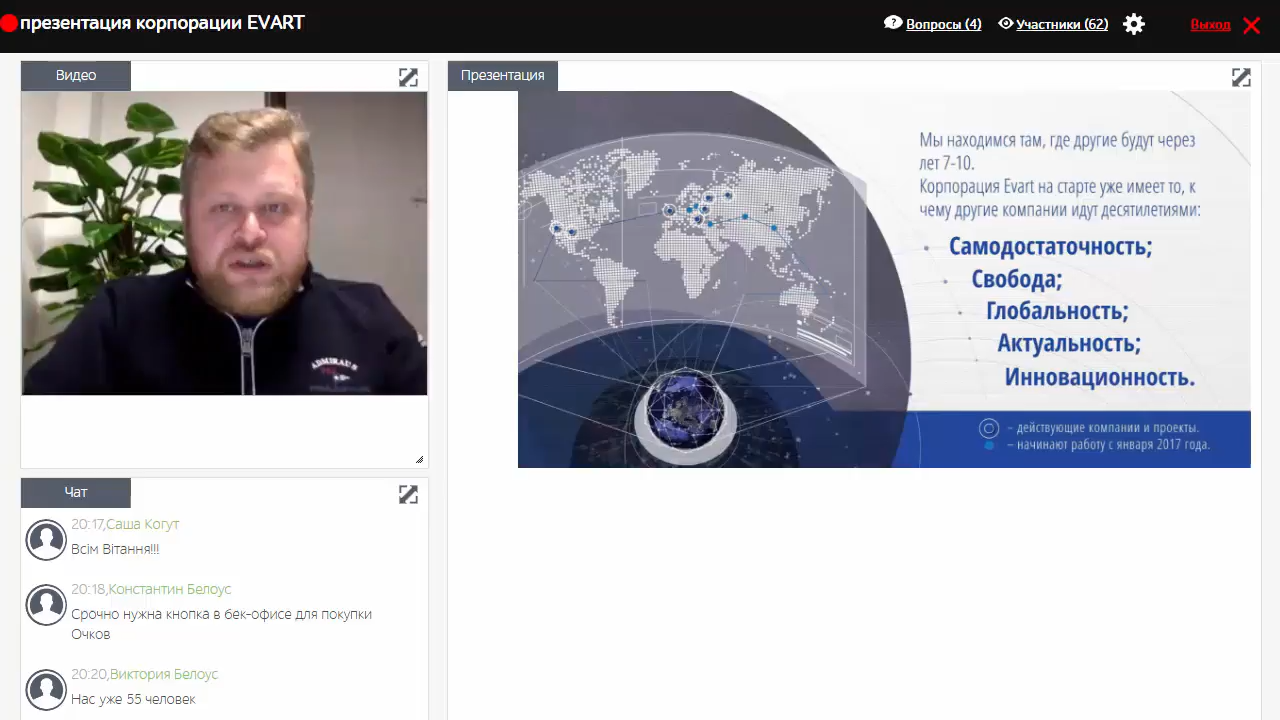 презентация корпорации EVART
Вопросы (4)
Участники (62)
Выход
Видео
ADMIRALS
Презентация
Мы находимся там, где другие будут через
лет 7-10.
Корпорация Evart на старте уже имеет то, к
чему другие компании идут десятилетиями:
Самодостаточность;
Свобода;
Глобальность;
Актуальность;
Инновационность.
– действующие компании и проекты.
– начинают работу с января 2017 года.
Чат
20:17,Саша Когут
Всім Вітання!!!
20:18,Константин Белоус
Срочно нужна кнопка в бек-офисе для покупки
Очков
20:20,Виктория Белоус
Нас уже 55 человек